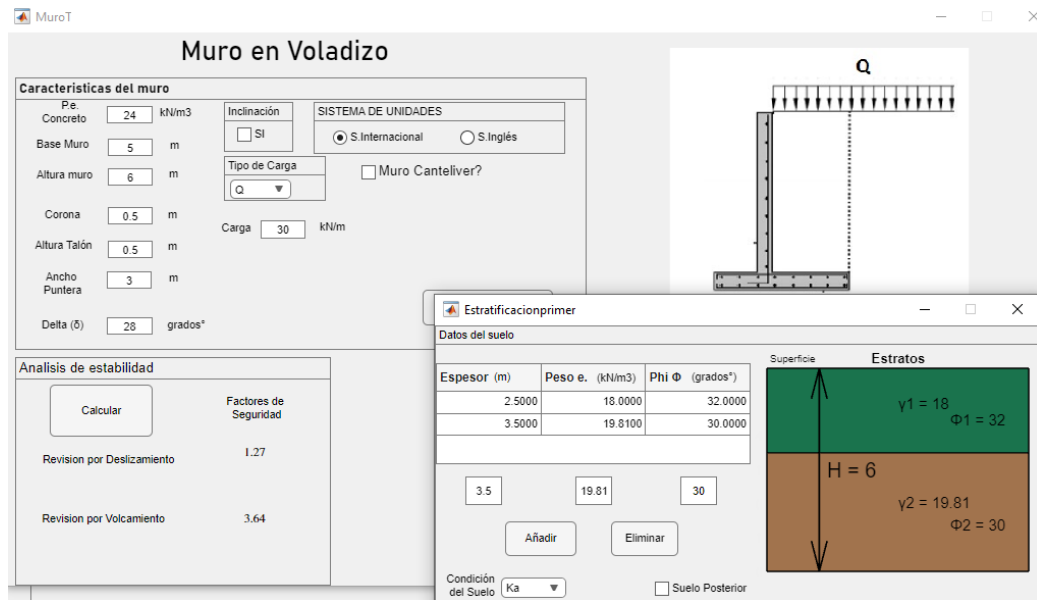 MuroT
Muro en Voladizo
Caracteristicas del muro
P.e. Concreto 24 kN/m3
Base Muro 5 m
Altura muro 6 m
Corona 0.5 m
Altura Talón 0.5 m
Ancho Puntera 3 m
Delta (δ) 28 grados°
Inclinación
SI
SISTEMA DE UNIDADES
S.Internacional S.Inglés
Tipo de Carga
Q
Muro Canteliver?
Carga 30 kN/m
Q
Analisis de estabilidad
Calcular
Factores de Seguridad
Revision por Deslizamiento 1.27
Revision por Volcamiento 3.64
Estratificacionprimer
Datos del suelo
Espesor (m) Peso e. (kN/m3) Phi Φ (grados°)
2.5000 18.0000 32.0000
3.5000 19.8100 30.0000
3.5 19.81 30
Añadir Eliminar
Condición del Suelo Ka
Suelo Posterior
Superficie Estratos
γ1 = 18
Φ1 = 32
H = 6
γ2 = 19.81
Φ2 = 30